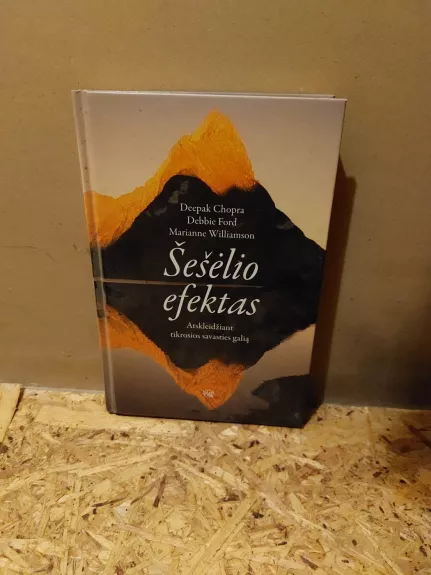 Deepak Chopra
Debbie Ford
Marianne Williamson
Šešėlio
efektas
Atskleidžiant
tikrosios savasties galią